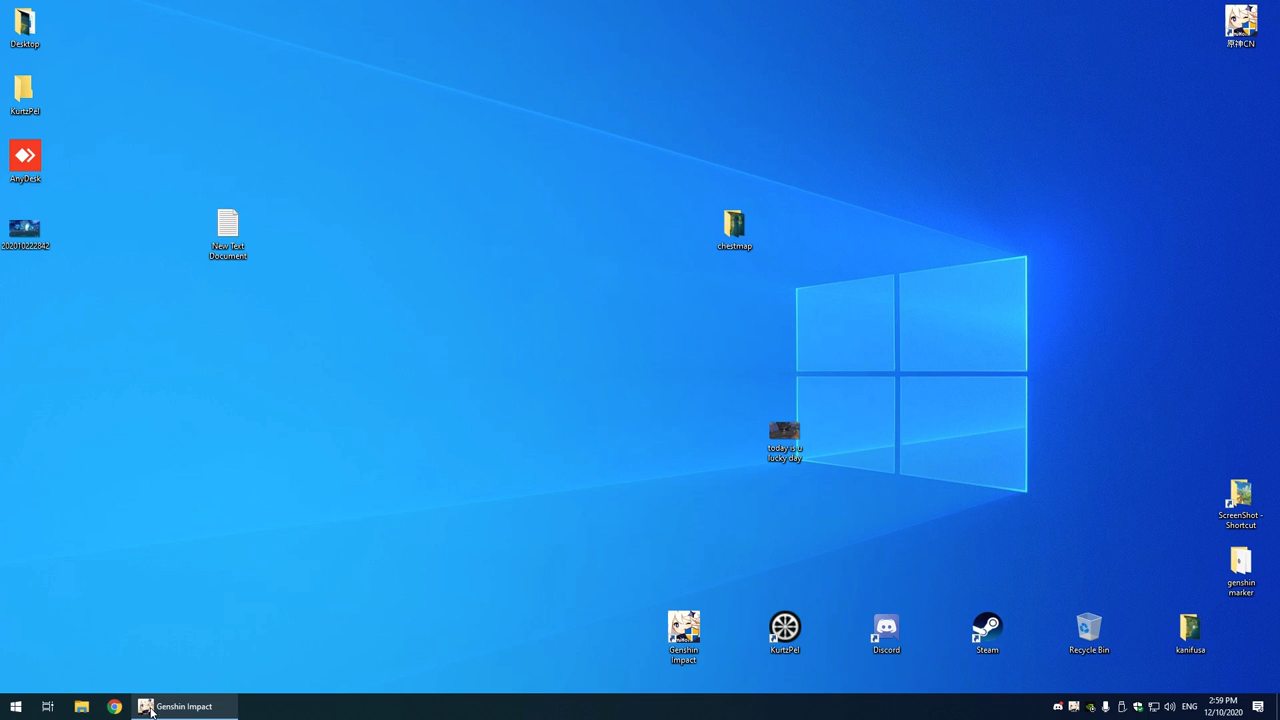 Desktop
原神CN
KurtzPel
AnyDesk
202010222842
New Text
Document
chestmap
today is u
lucky day
ScreenShot -
Shortcut
genshin
marker
Genshin
Impact
KurtzPel
Discord
Steam
Recycle Bin
kanifusa
Genshin Impact
ENG
2:59 PM
12/10/2020